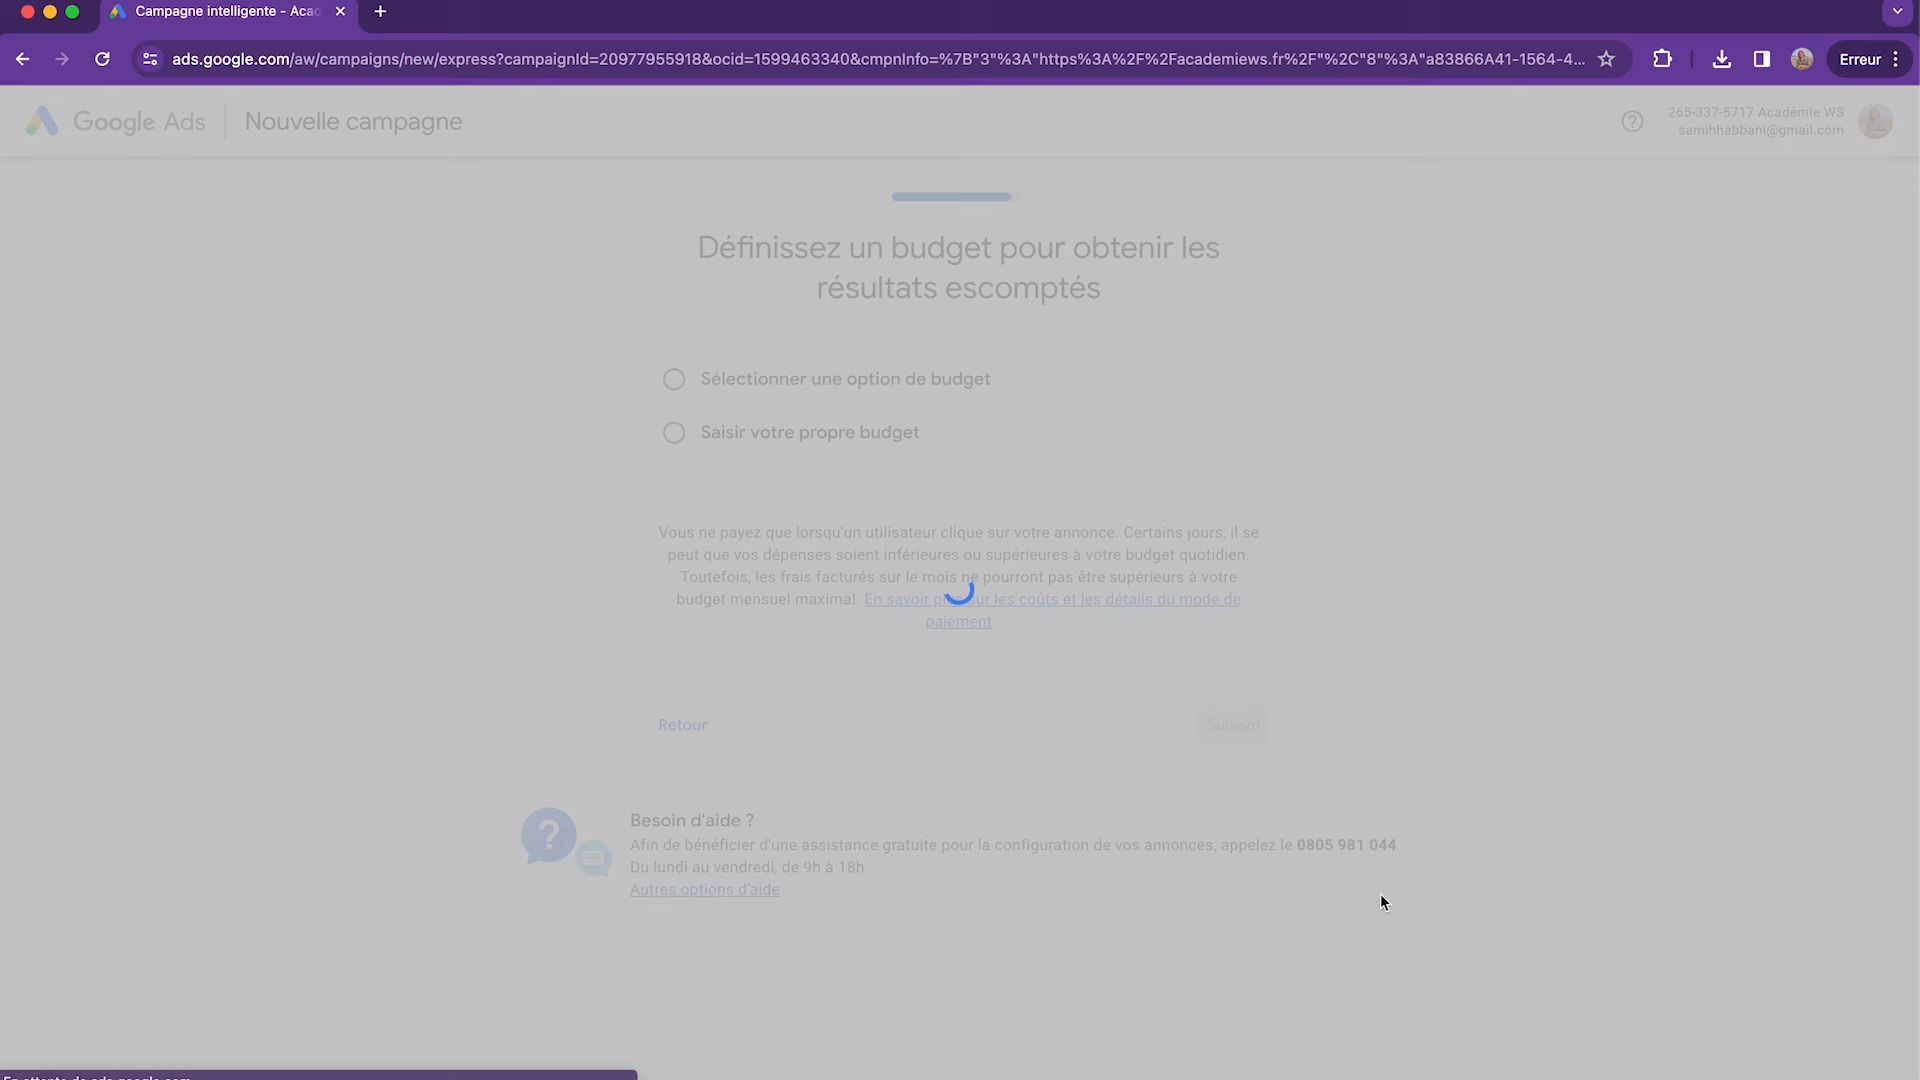 Campagne intelligente - Aca
ads.google.com/aw/campaigns/new/express?campaignId=20977955918&ocid=1599463340&cmpnInfo=%7B"3"%3A"https%3A%2F%2Facademiews.fr%2F"%2C"8"%3A"a83866A41-1564-4...
Erreur
Google Ads
Nouvelle campagne
265-337-5717 Académie WS
samihhabbani@gmail.com
Définissez un budget pour obtenir les
résultats escomptés
Sélectionner une option de budget
Saisir votre propre budget
Vous ne payez que lorsqu'un utilisateur clique sur votre annonce. Certains jours, il se
peut que vos dépenses soient inférieures ou supérieures à votre budget quotidien.
Toutefois, les frais facturés sur le mois ne pourront pas être supérieurs à votre
budget mensuel maximal. En savoir plus sur les coûts et les détails du mode de
paiement
Retour
Suivant
Besoin d'aide ?
Afin de bénéficier d'une assistance gratuite pour la configuration de vos annonces, appelez le 0805 981 044
Du lundi au vendredi, de 9h à 18h
Autres options d'aide